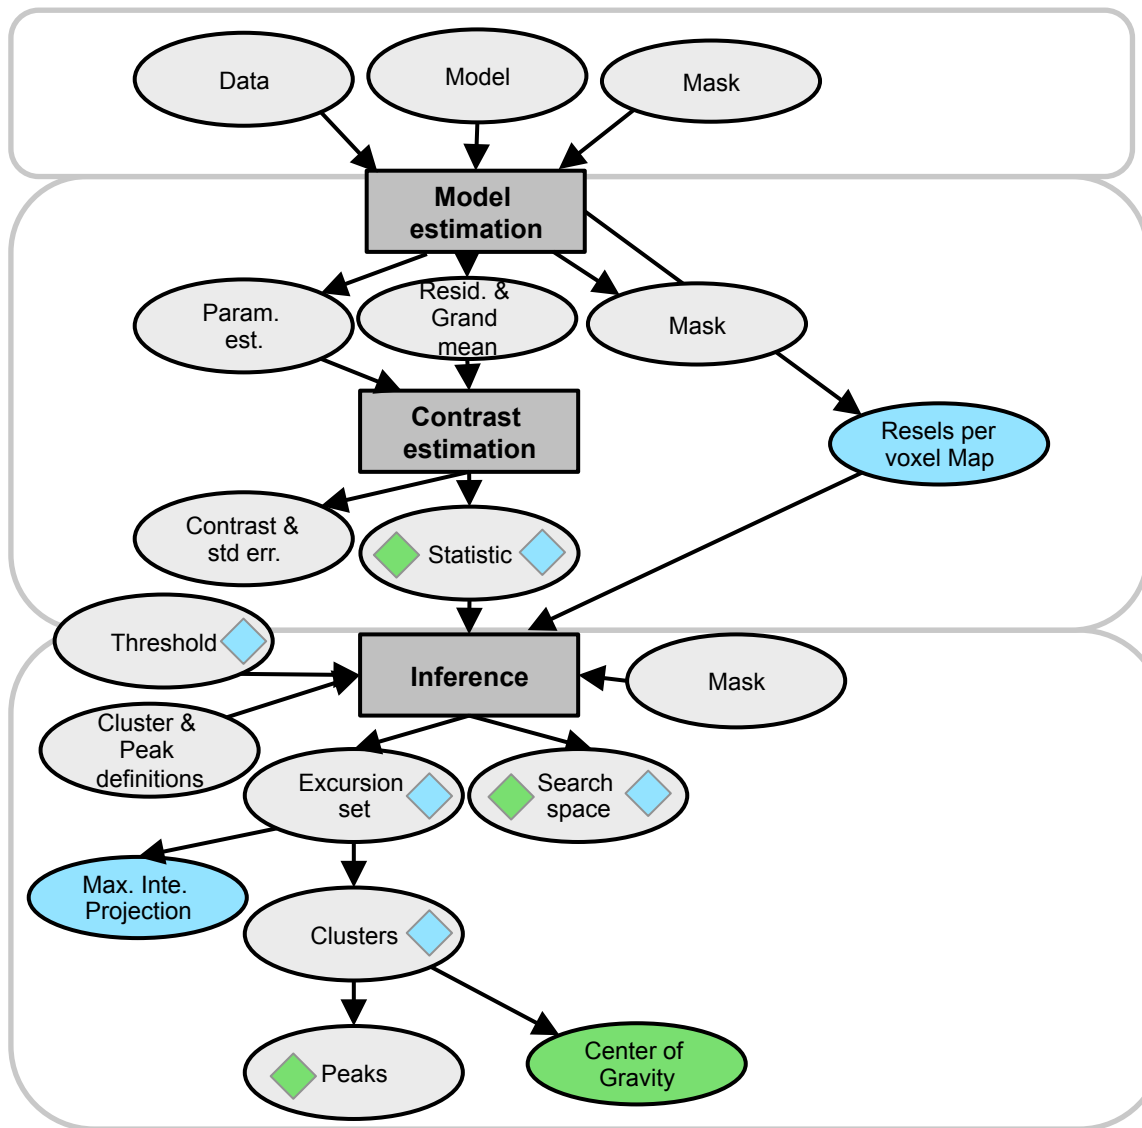 Data
Model
Mask
Model
estimation
Param.
est.
Resid. &
Grand
mean
Mask
Contrast
estimation
Resels per
voxel Map
Contrast &
std err.
Statistic
Threshold
Inference
Mask
Cluster &
Peak
definitions
Excursion
set
Search
space
Max. Inte.
Projection
Clusters
Peaks
Center of
Gravity